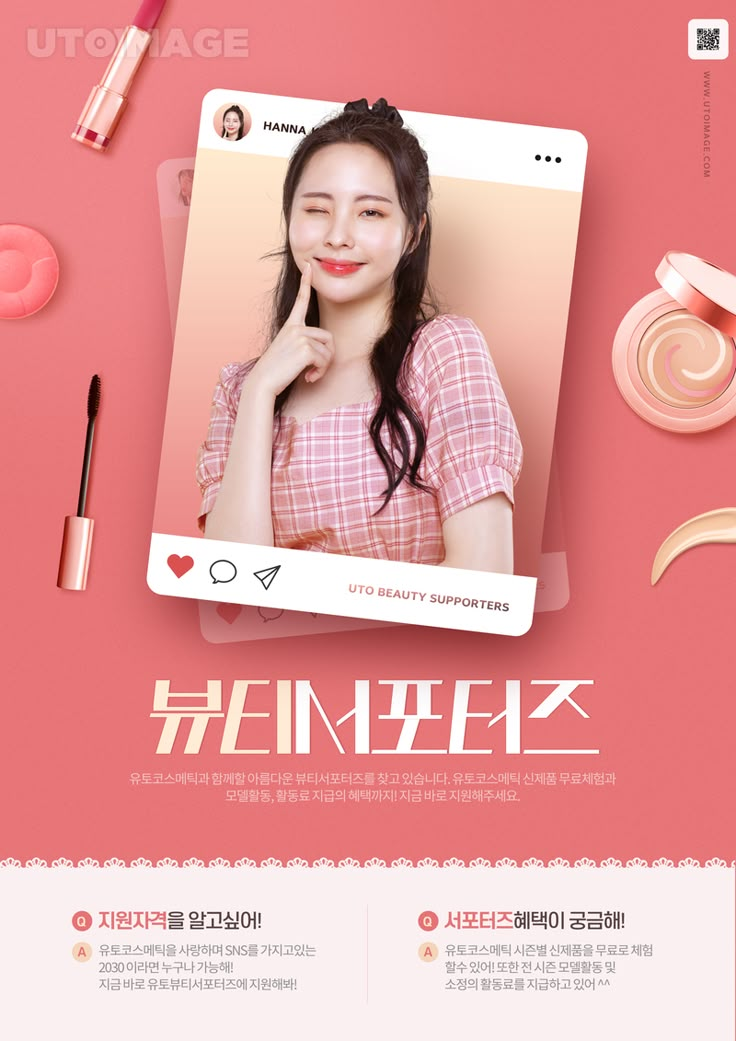 UTOIMAGE
WWW.UTOIMAGE.COM
HANNA
뷰티서포터즈
UTO BEAUTY SUPPORTERS
유토코스메틱과 함께할 아름다운 뷰티서포터즈를 찾고 있습니다. 유토코스메틱 신제품 무료체험과
모델활동, 활동료 지급의 혜택까지! 지금 바로 지원해주세요.
Q 지원자격을 알고싶어!
A 유토코스메틱을 사랑하며 SNS를 가지고있는
2030 이라면 누구나 가능해!
지금 바로 유토뷰티서포터즈에 지원해봐!
Q 서포터즈혜택이 궁금해!
A 유토코스메틱 시즌별 신제품을 무료로 체험
할수 있어! 또한 전 시즌 모델활동 및
소정의 활동료를 지급하고 있어 ^^